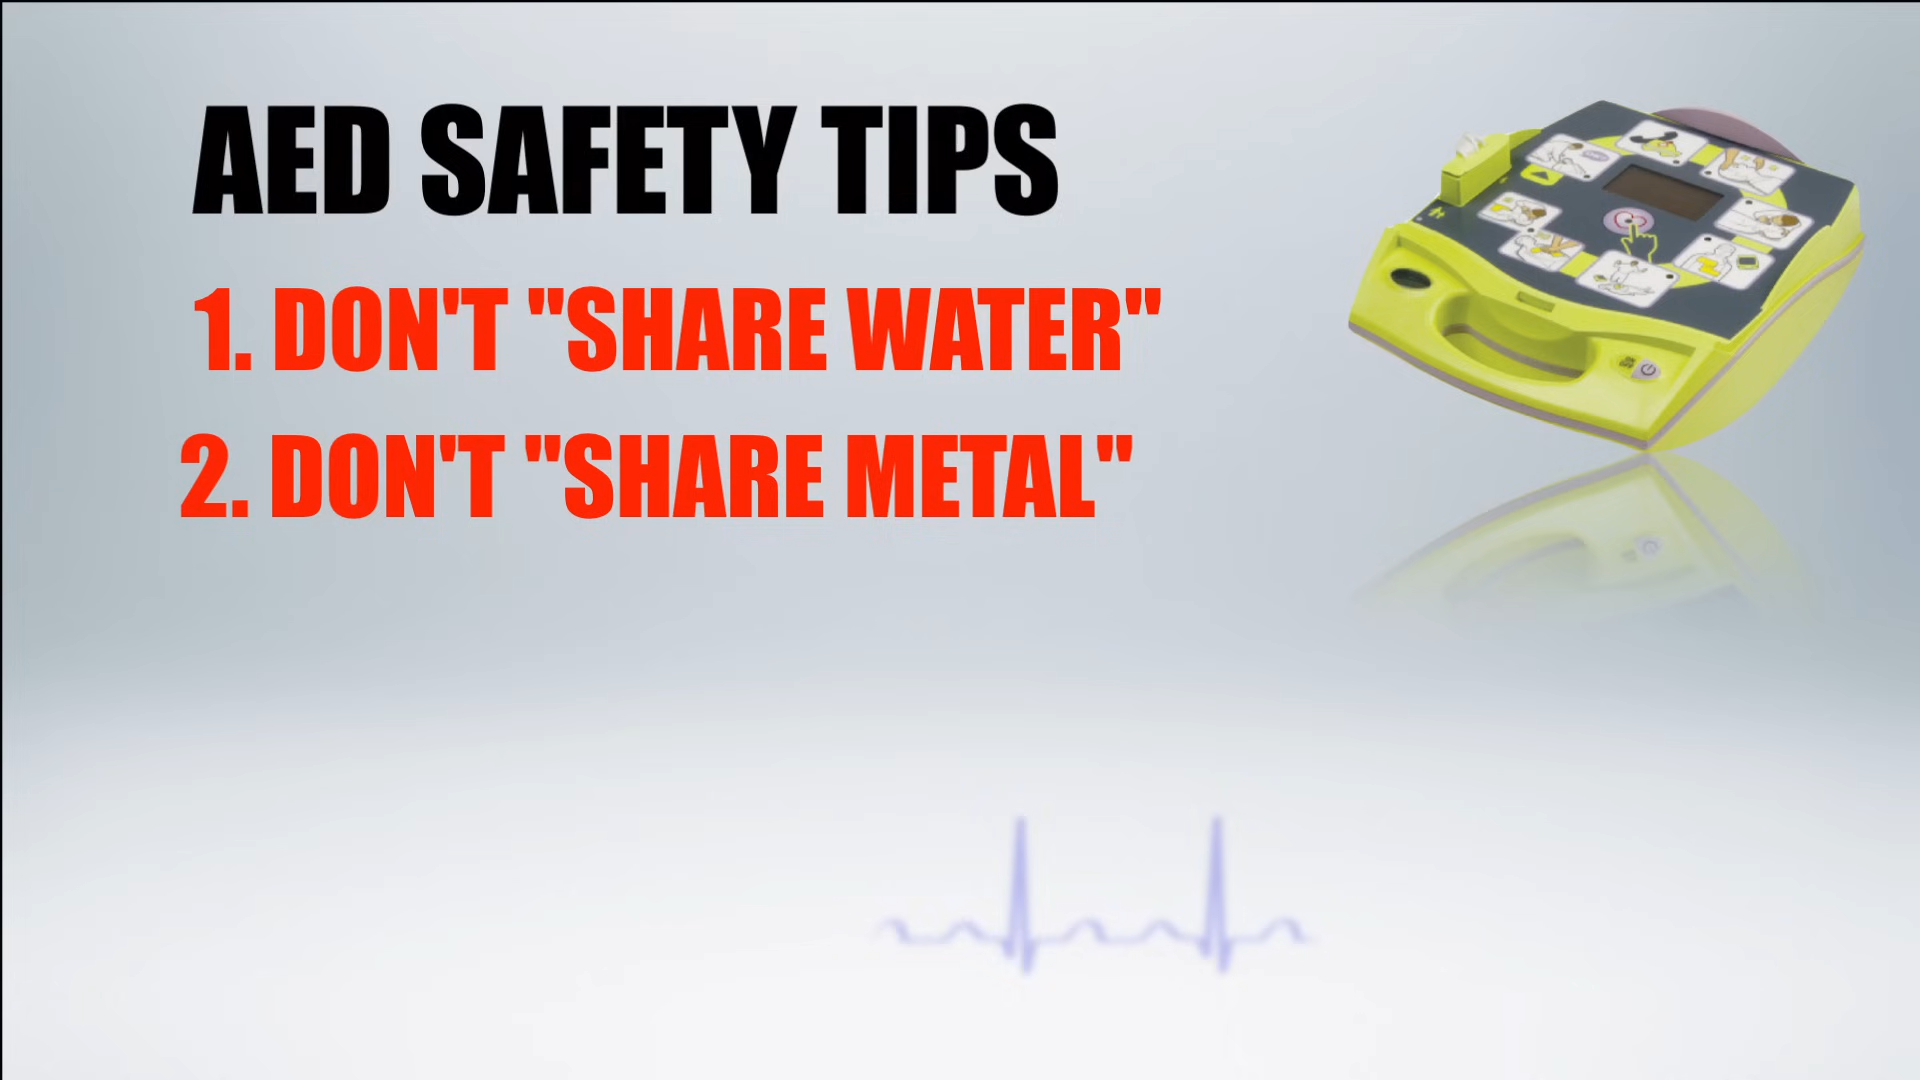 AED SAFETY TIPS
1. DON'T "SHARE WATER"
2. DON'T "SHARE METAL"